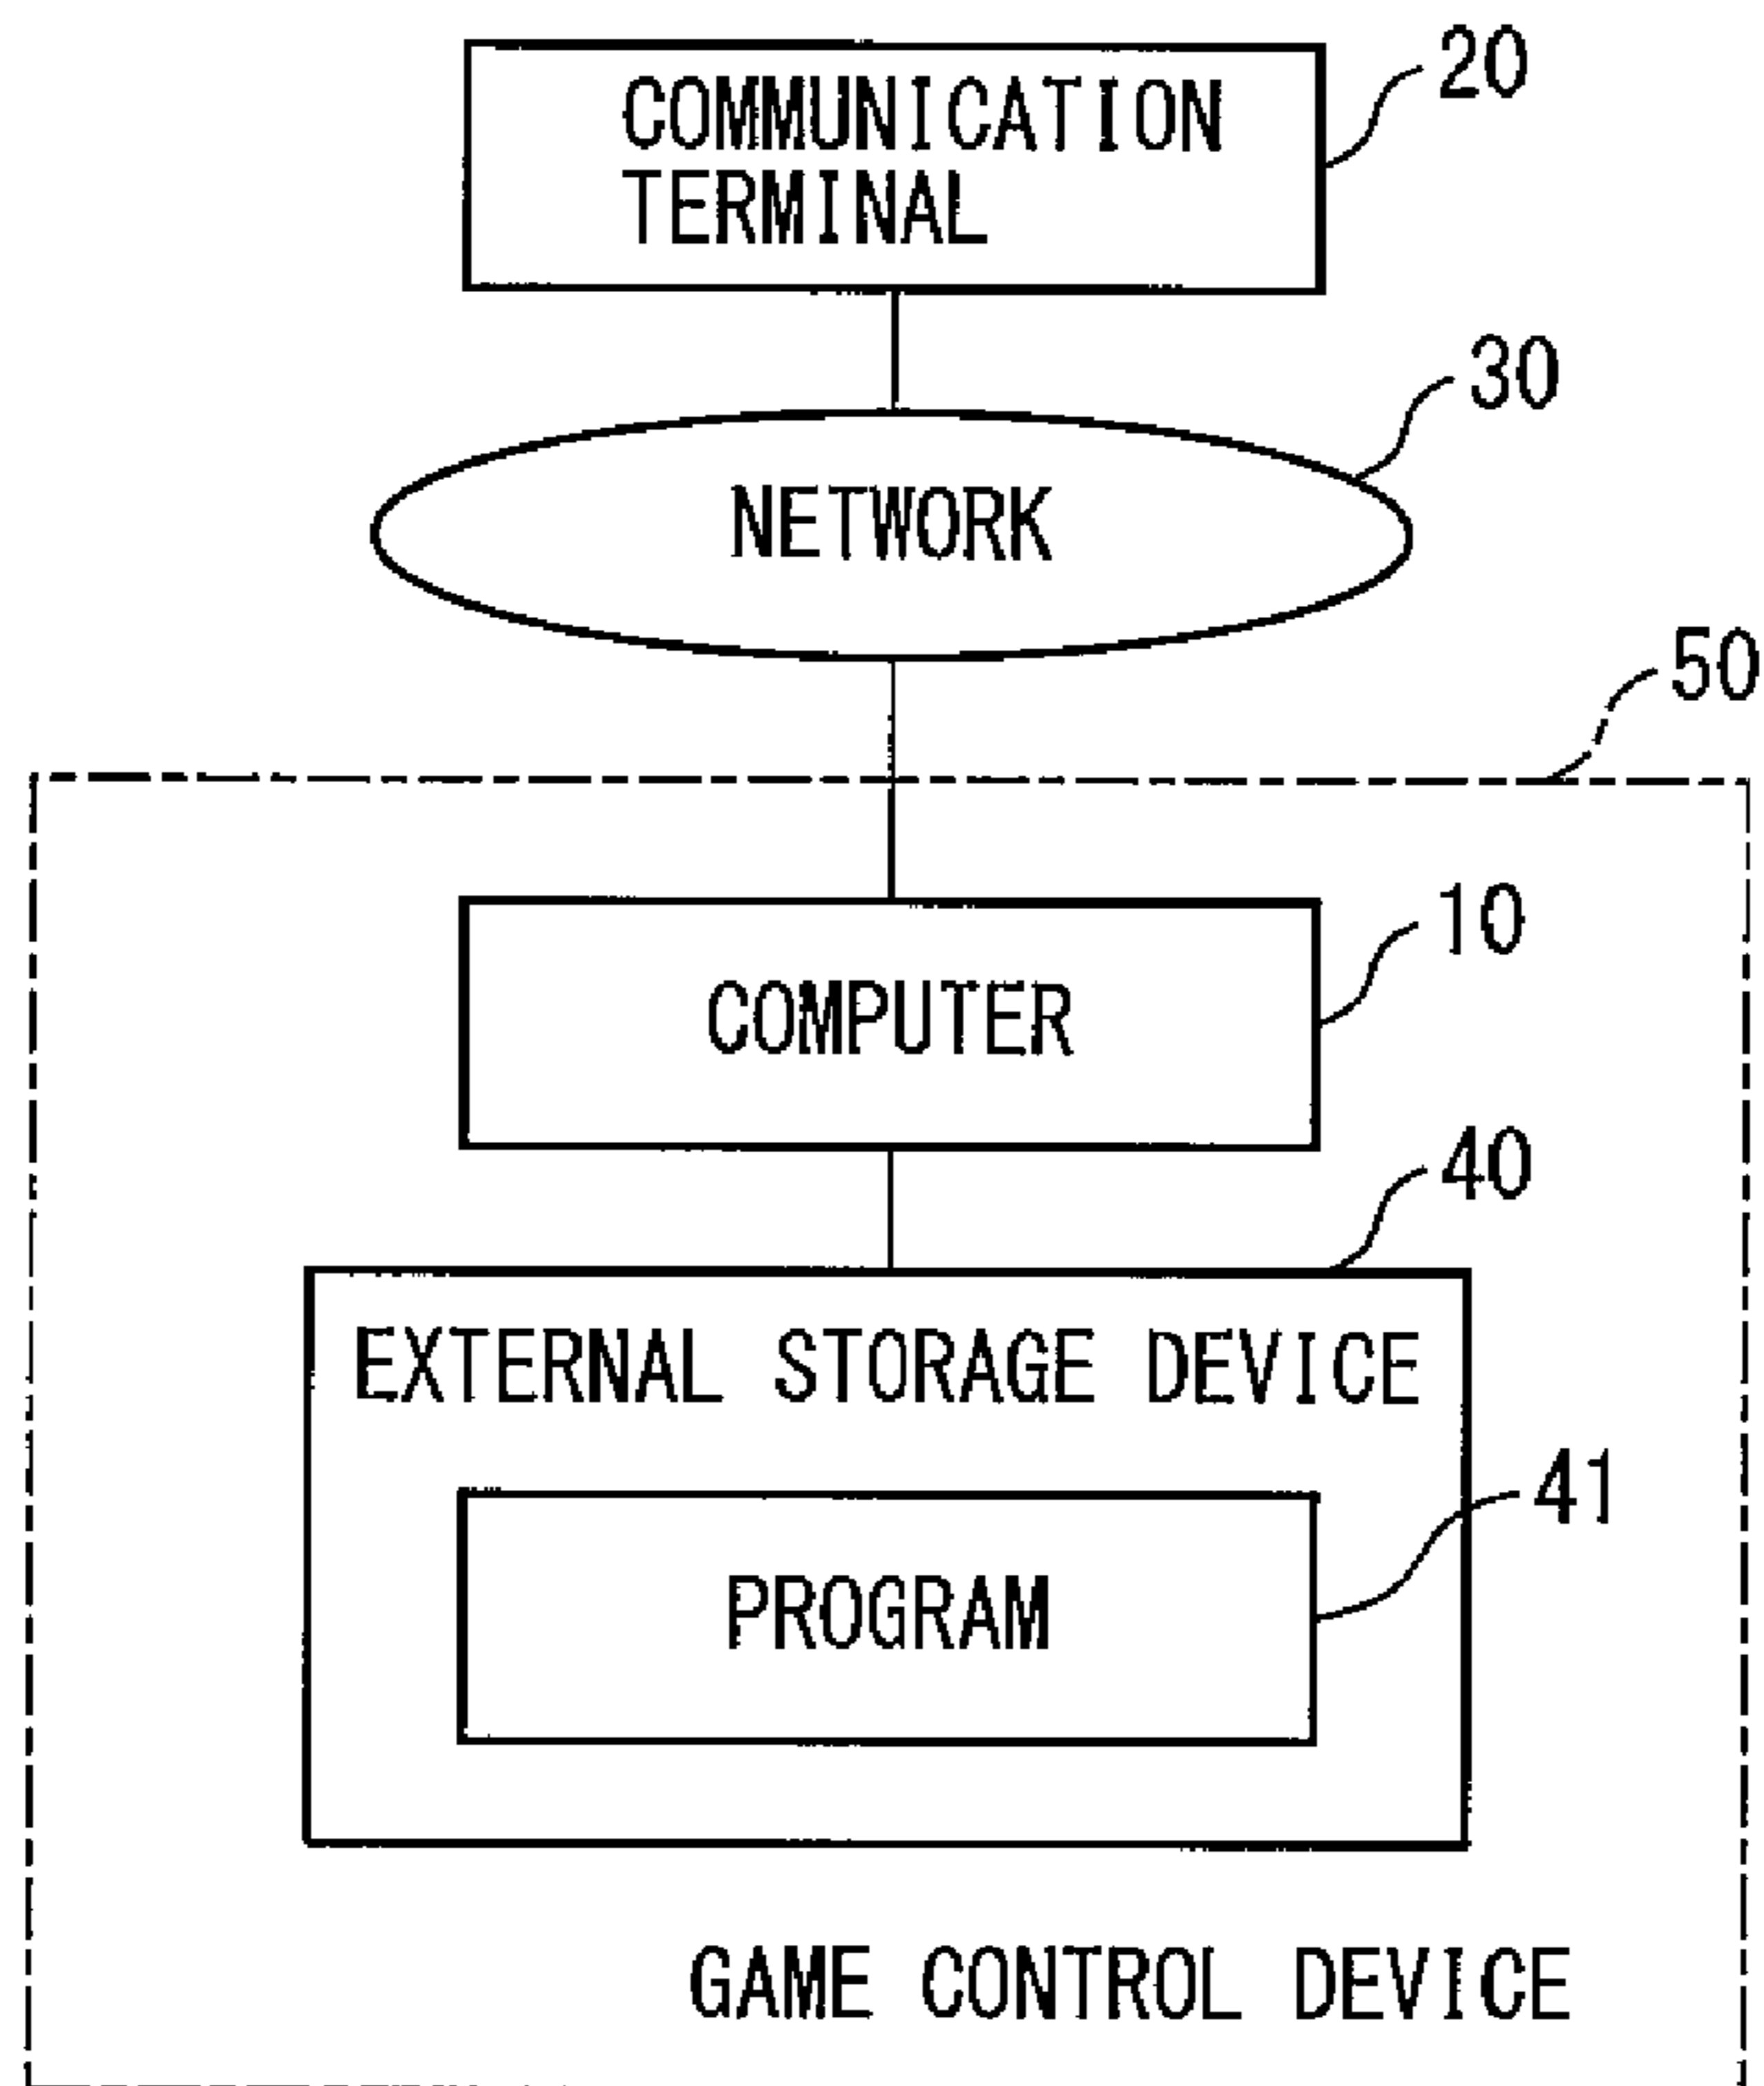 20
COMMUNICATION
TERMINAL
30
NETWORK
50
10
COMPUTER
40
EXTERNAL STORAGE DEVICE
41
PROGRAM
GAME CONTROL DEVICE